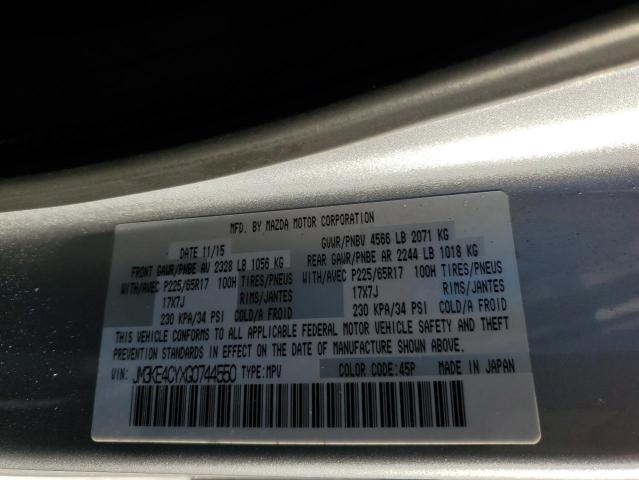 MFD. BY MAZDA MOTOR CORPORATION
DATE 11/15 GVWR/PNBV 4566 LB 2071 KG
FRONT GAWR/PNBE AV 2328 LB 1056 KG REAR GAWR/PNBE AR 2244 LB 1018 KG
WITH/AVEC P225/65R17 100H TIRES/PNEUS WITH/AVEC P225/65R17 100H TIRES/PNEUS
17X7J RIMS/JANTES 17X7J RIMS/JANTES
230 KPA/34 PSI COLD/A FROID 230 KPA/34 PSI COLD/A FROID
THIS VEHICLE CONFORMS TO ALL APPLICABLE FEDERAL MOTOR VEHICLE SAFETY AND THEFT
PREVENTION STANDARDS IN EFFECT ON THE DATE OF MANUFACTURE SHOWN ABOVE.
VIN: JM3KE4CYXG0744550 TYPE:MPV COLOR CODE:45P MADE IN JAPAN